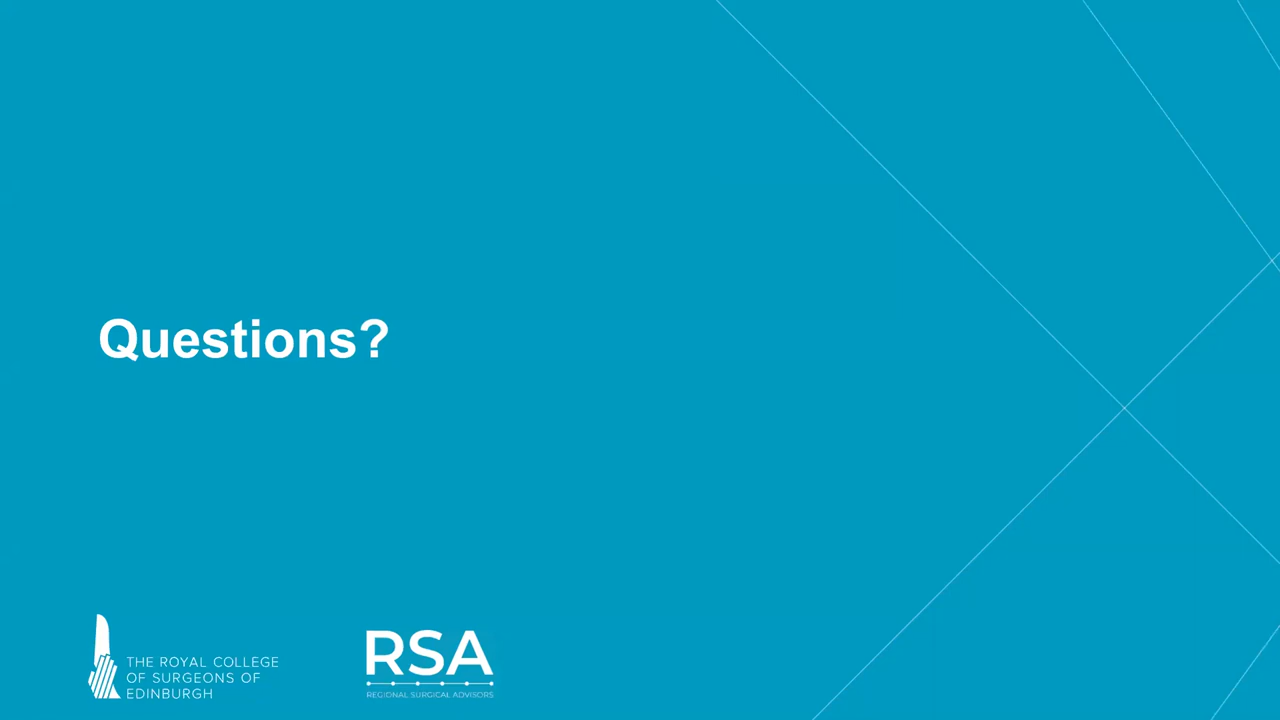 Questions?
THE ROYAL COLLEGE
OF SURGEONS OF
EDINBURGH
RSA
REGIONAL SURGICAL ADVISORS